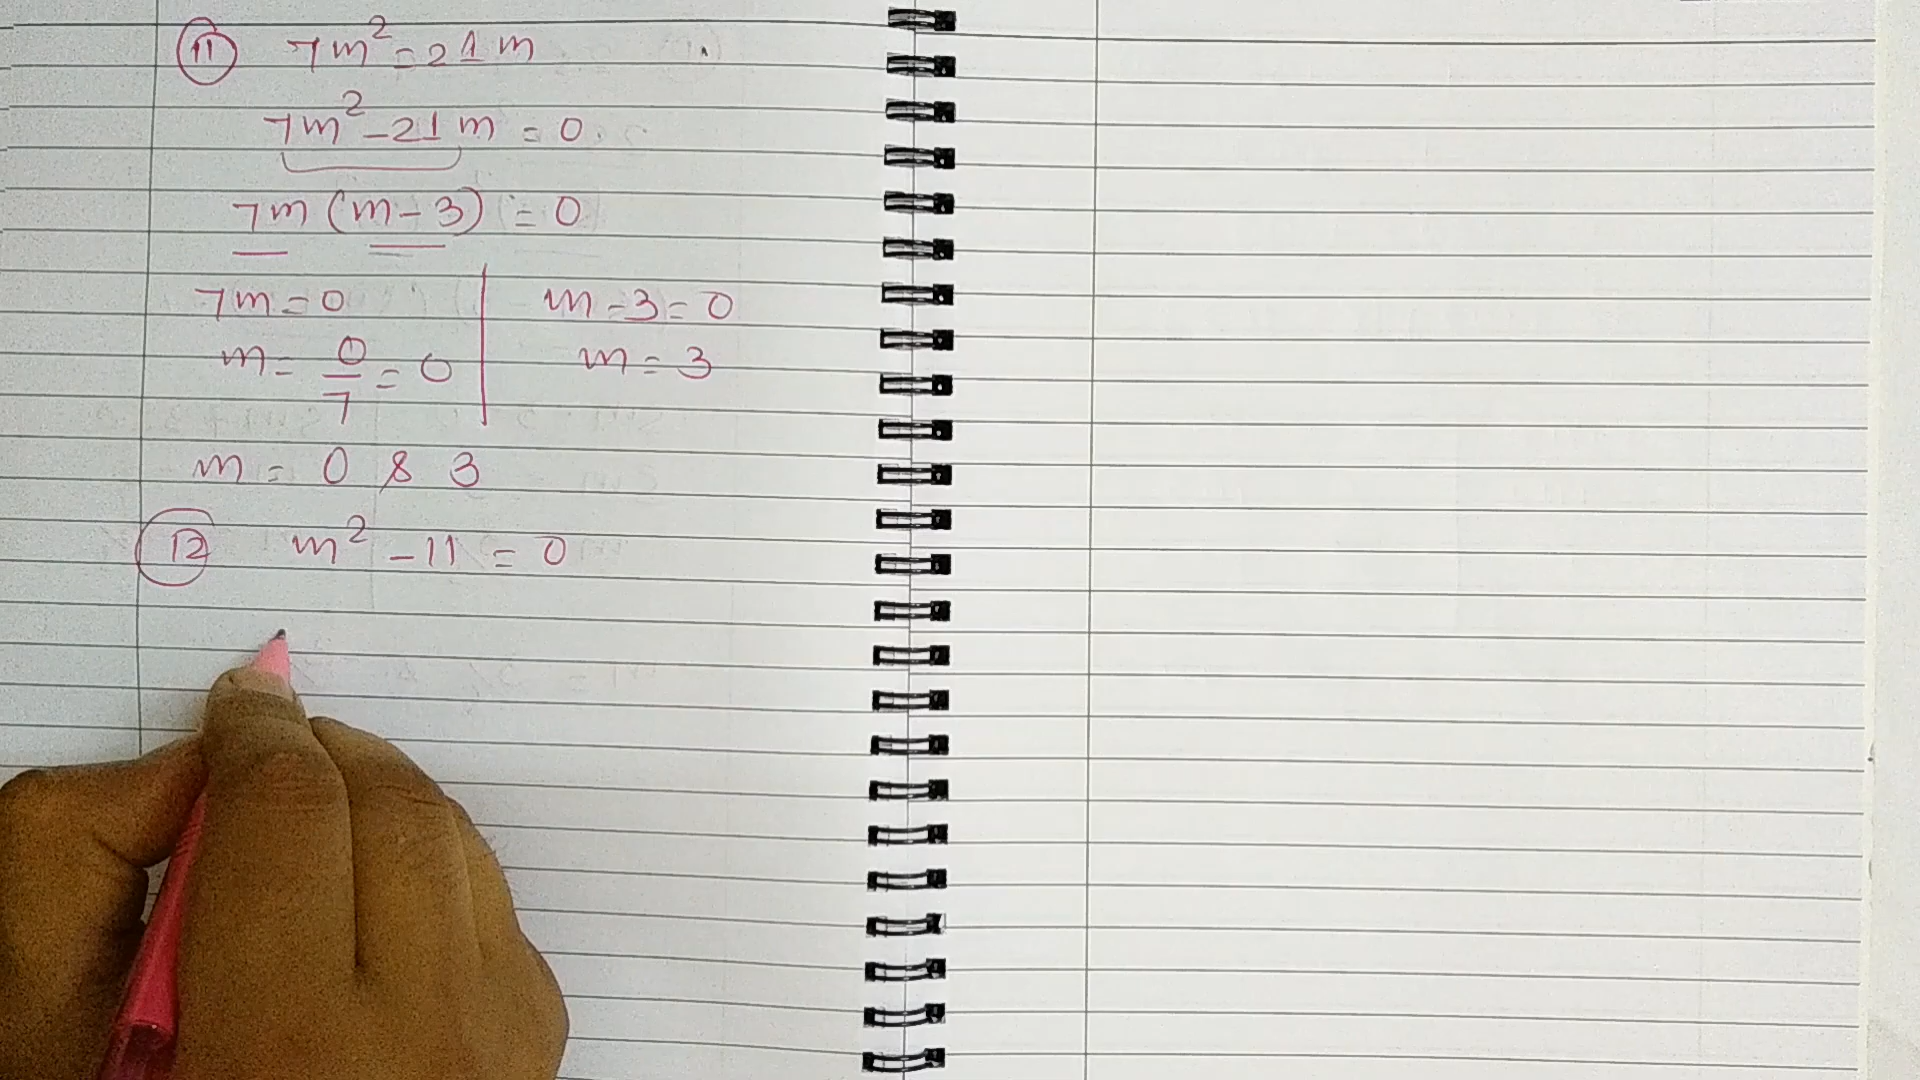 11 7m² = 21m
7m² - 21m = 0
7m (m - 3) = 0
7m = 0
m = 0/7 = 0
m - 3 = 0
m = 3
m = 0 & 3
12 m² - 11 = 0